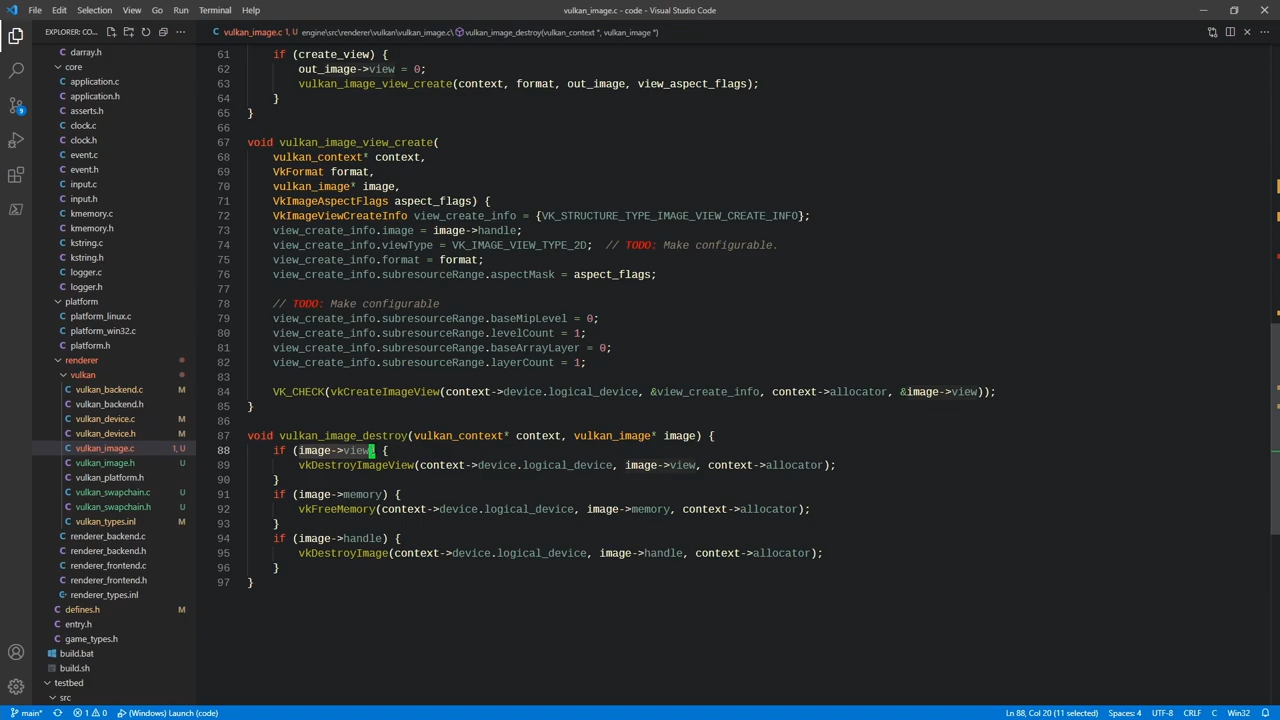 File Edit Selection View Go Run Terminal Help
vulkan_image.c - code - Visual Studio Code
EXPLORER: CO...
darray.h
core
application.c
application.h
asserts.h
clock.c
clock.h
event.c
event.h
input.c
input.h
kmemory.c
kmemory.h
kstring.c
kstring.h
logger.c
logger.h
platform
platform_linux.c
platform_win32.c
platform.h
renderer
vulkan
vulkan_backend.c M
vulkan_backend.h
vulkan_device.c M
vulkan_device.h M
vulkan_image.c 1, U
vulkan_image.h U
vulkan_platform.h
vulkan_swapchain.c U
vulkan_swapchain.h U
vulkan_types.inl M
renderer_backend.c
renderer_backend.h
renderer_frontend.c
renderer_frontend.h
renderer_types.inl
defines.h M
entry.h
game_types.h
build.bat
build.sh
testbed
src
9
vulkan_image.c 1, U engine\src\renderer\vulkan\vulkan_image.c\ vulkan_image_destroy(vulkan_context *, vulkan_image *)
61 if (create_view) {
62 out_image->view = 0;
63 vulkan_image_view_create(context, format, out_image, view_aspect_flags);
64 }
65 }
66
67 void vulkan_image_view_create(
68 vulkan_context* context,
69 VkFormat format,
70 vulkan_image* image,
71 VkImageAspectFlags aspect_flags) {
72 VkImageViewCreateInfo view_create_info = {VK_STRUCTURE_TYPE_IMAGE_VIEW_CREATE_INFO};
73 view_create_info.image = image->handle;
74 view_create_info.viewType = VK_IMAGE_VIEW_TYPE_2D; // TODO: Make configurable.
75 view_create_info.format = format;
76 view_create_info.subresourceRange.aspectMask = aspect_flags;
77
78 // TODO: Make configurable
79 view_create_info.subresourceRange.baseMipLevel = 0;
80 view_create_info.subresourceRange.levelCount = 1;
81 view_create_info.subresourceRange.baseArrayLayer = 0;
82 view_create_info.subresourceRange.layerCount = 1;
83
84 VK_CHECK(vkCreateImageView(context->device.logical_device, &view_create_info, context->allocator, &image->view));
85 }
86
87 void vulkan_image_destroy(vulkan_context* context, vulkan_image* image) {
88 if (image->view) {
89 vkDestroyImageView(context->device.logical_device, image->view, context->allocator);
90 }
91 if (image->memory) {
92 vkFreeMemory(context->device.logical_device, image->memory, context->allocator);
93 }
94 if (image->handle) {
95 vkDestroyImage(context->device.logical_device, image->handle, context->allocator);
96 }
97 }
main* 1 0 (Windows) Launch (code)
Ln 88, Col 20 (11 selected) Spaces: 4 UTF-8 CRLF C Win32